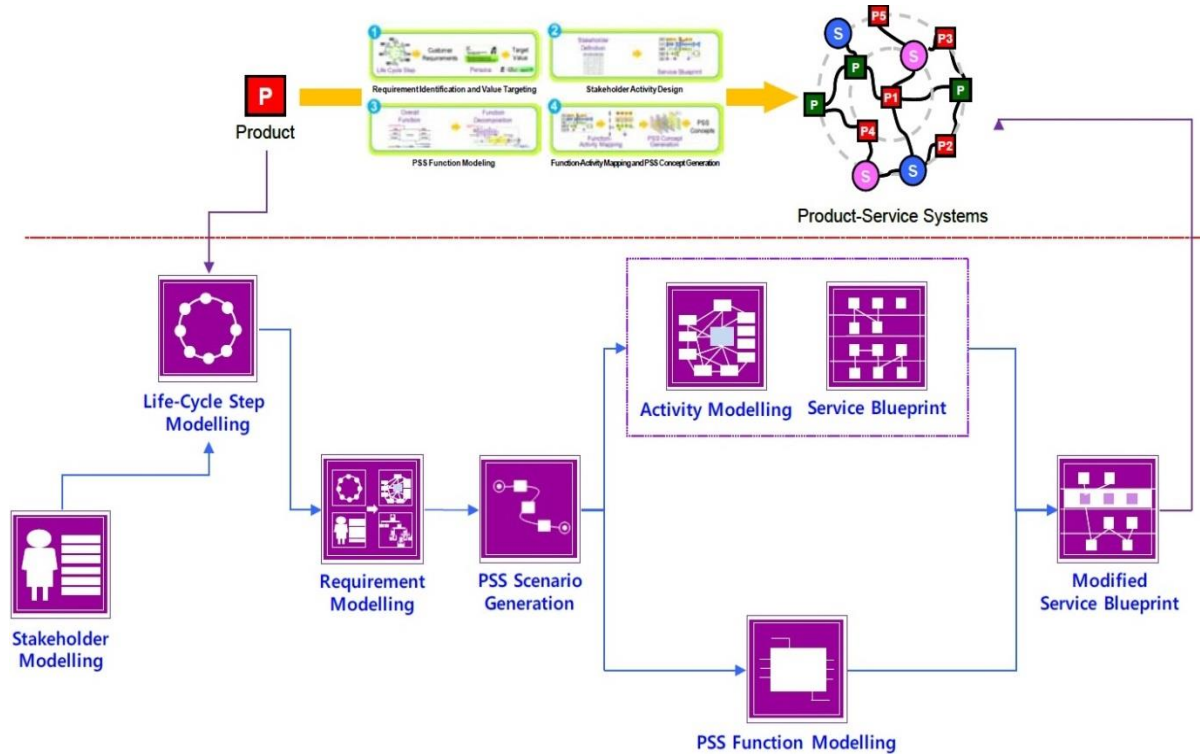 P
Product
1
Customer
Requirements
Target
Value
Life Cycle Step
Persona
Requirement Identification and Value Targeting
2
Stakeholder
Definition
Service Blueprint
Stakeholder Activity Design
3
Overall
Function
Function
Decomposition
PSS Function Modeling
4
Function
Activity Mapping
PSS Concept
Generation
PSS
Concepts
Function-Activity Mapping and PSS Concept Generation
P5
S
P3
S
P
P1
P
P
P4
P2
S
S
Product-Service Systems
Life-Cycle Step
Modelling
Activity Modelling
Service Blueprint
Stakeholder
Modelling
Requirement
Modelling
PSS Scenario
Generation
Modified
Service Blueprint
PSS Function Modelling